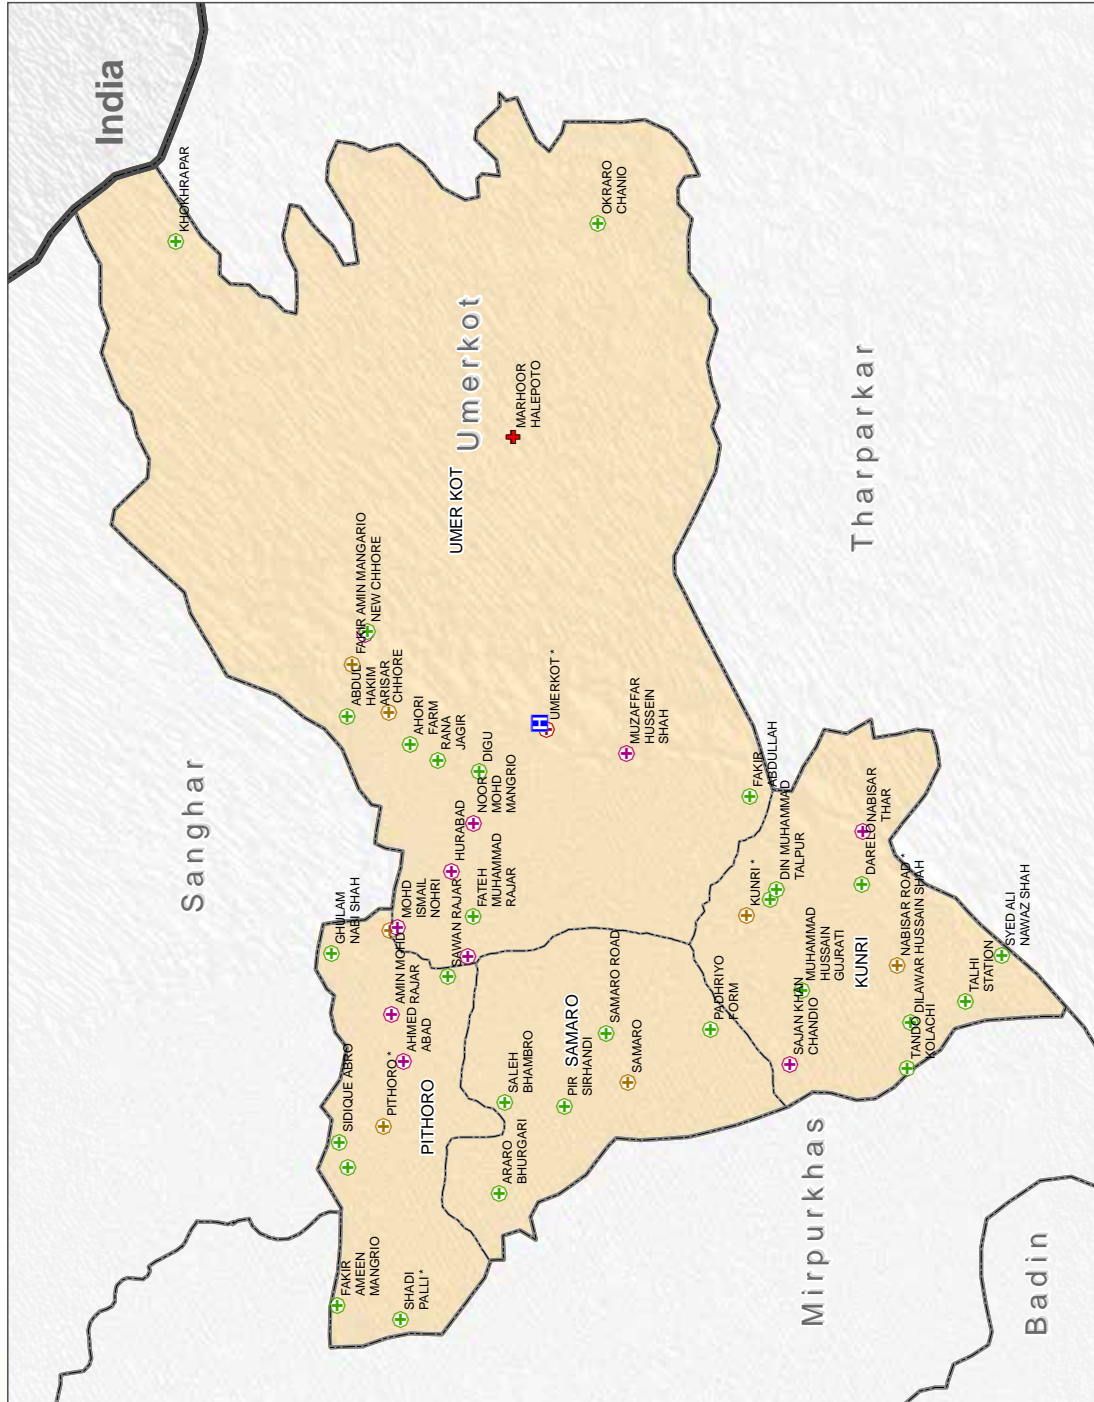 India
KHOKHRAPAR
OKRARO
CHANIO
Umerkot
MARHOOR
HALEPOTO
UMER KOT
Tharparkar
FAKIR AMIN MANGARIO
NEW CHHORE
ABDUL
HAKIM
ARISAR
CHHORE
AHORI
FARM
RANA
JAGIR
DIGU
UMERKOT *
MUZAFFAR
HUSSEIN
SHAH
NOOR
MOHD
MANGRIO
HURABAD
FATEH
MUHAMMAD
RAJAR
Sanghar
GHULAM
NABI SHAH
MOHD
ISMAIL
NOHRI
SAWAN RAJAR
AMIN MOHD
RAJAR
AHMED
ABAD
SIDIQUE ABRO
PITHORO *
PITHORO
FAKIR
AMEEN
MANGRIO
SHADI
PALLI *
ARARO
BHURGARI
SALEH
BHAMBRO
PIR
SIRHANDI
SAMARO
SAMARO ROAD
SAMARO
PADHRIYO
FORM
FAKIR
ABDULLAH
DIN MUHAMMAD
TALPUR
KUNRI *
NABISAR
THAR
DARELO
NABISAR ROAD *
DILAWAR HUSSAIN SHAH
MUHAMMAD
HUSSAIN
GUJRATI
KUNRI
SAJAN KHAN
CHANDIO
TANDO
KOLACHI
TALHI
STATION
SYED ALI
NAWAZ SHAH
Mirpurkhas
Badin
H